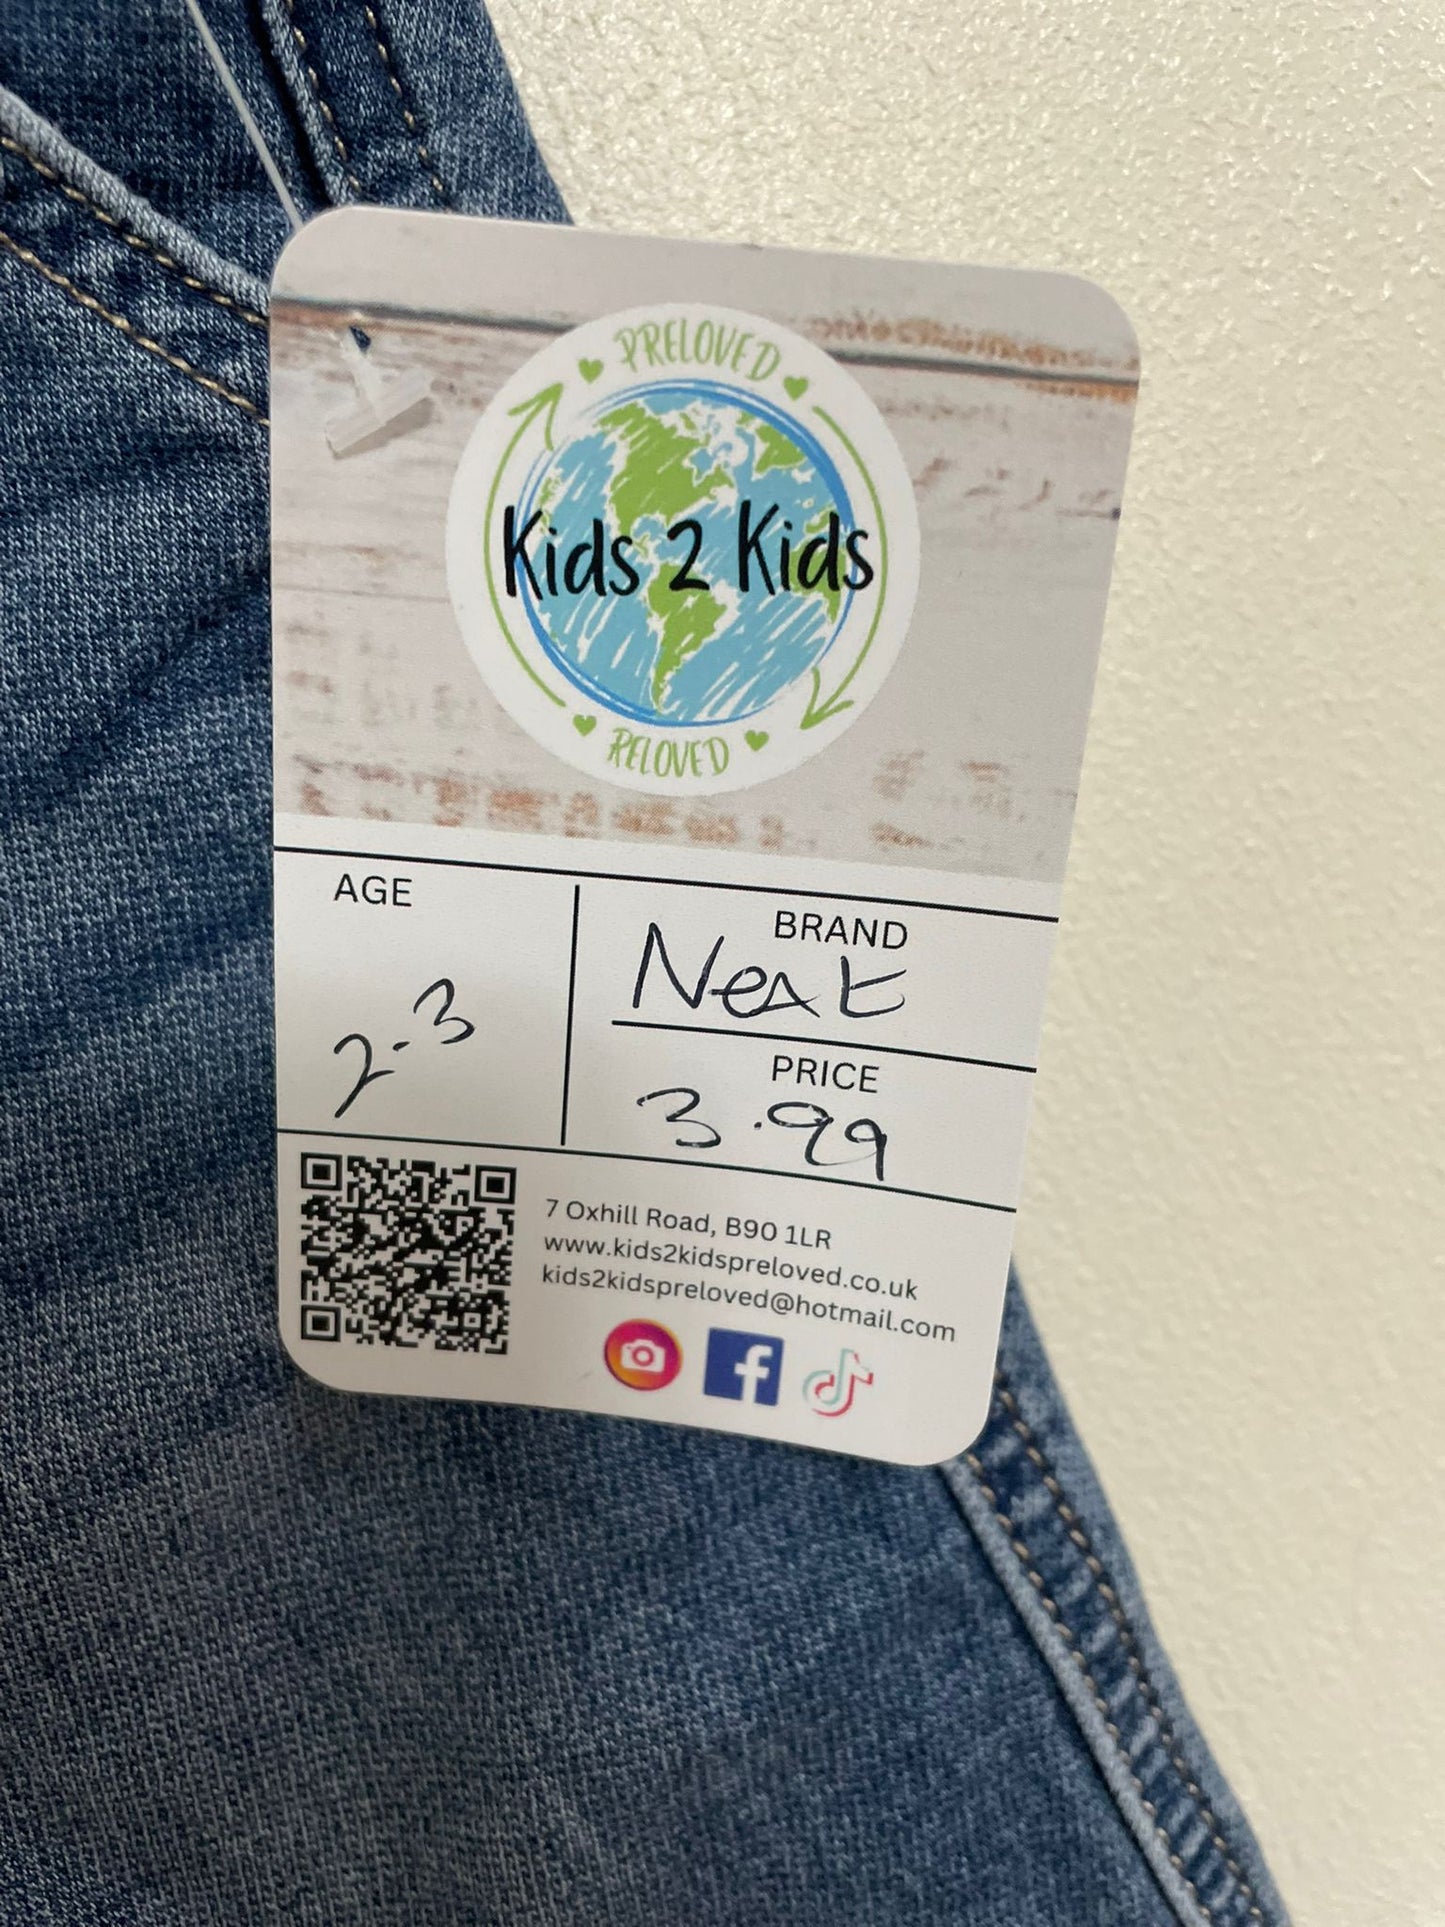 PRELOVED
Kids 2 Kids
RELOVED
AGE
2-3
BRAND
Next
PRICE
3.99
7 Oxhill Road, B90 1LR
www.kids2kidspreloved.co.uk
kids2kidspreloved@hotmail.com